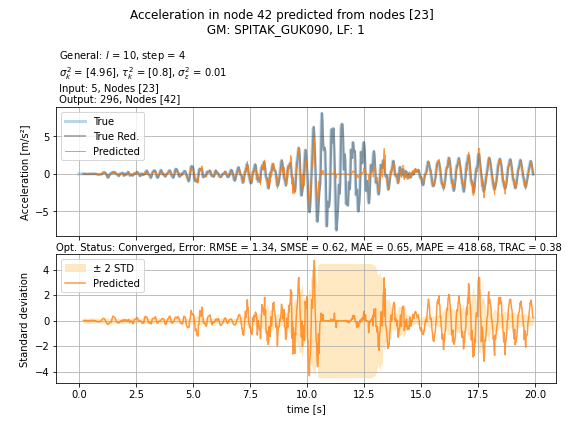 Acceleration in node 42 predicted from nodes [23]
GM: SPITAK_GUK090, LF: 1
General: l = 10, step = 4
σ²ₖ = [4.96], τ²ₖ = [0.8], σ²ε = 0.01
Input: 5, Nodes [23]
Output: 296, Nodes [42]
True
True Red.
Predicted
Acceleration [m/s²]
5
0
−5
Opt. Status: Converged, Error: RMSE = 1.34, SMSE = 0.62, MAE = 0.65, MAPE = 418.68, TRAC = 0.38
± 2 STD
Predicted
Standard deviation
4
2
0
−2
−4
0.0 2.5 5.0 7.5 10.0 12.5 15.0 17.5 20.0
time [s]